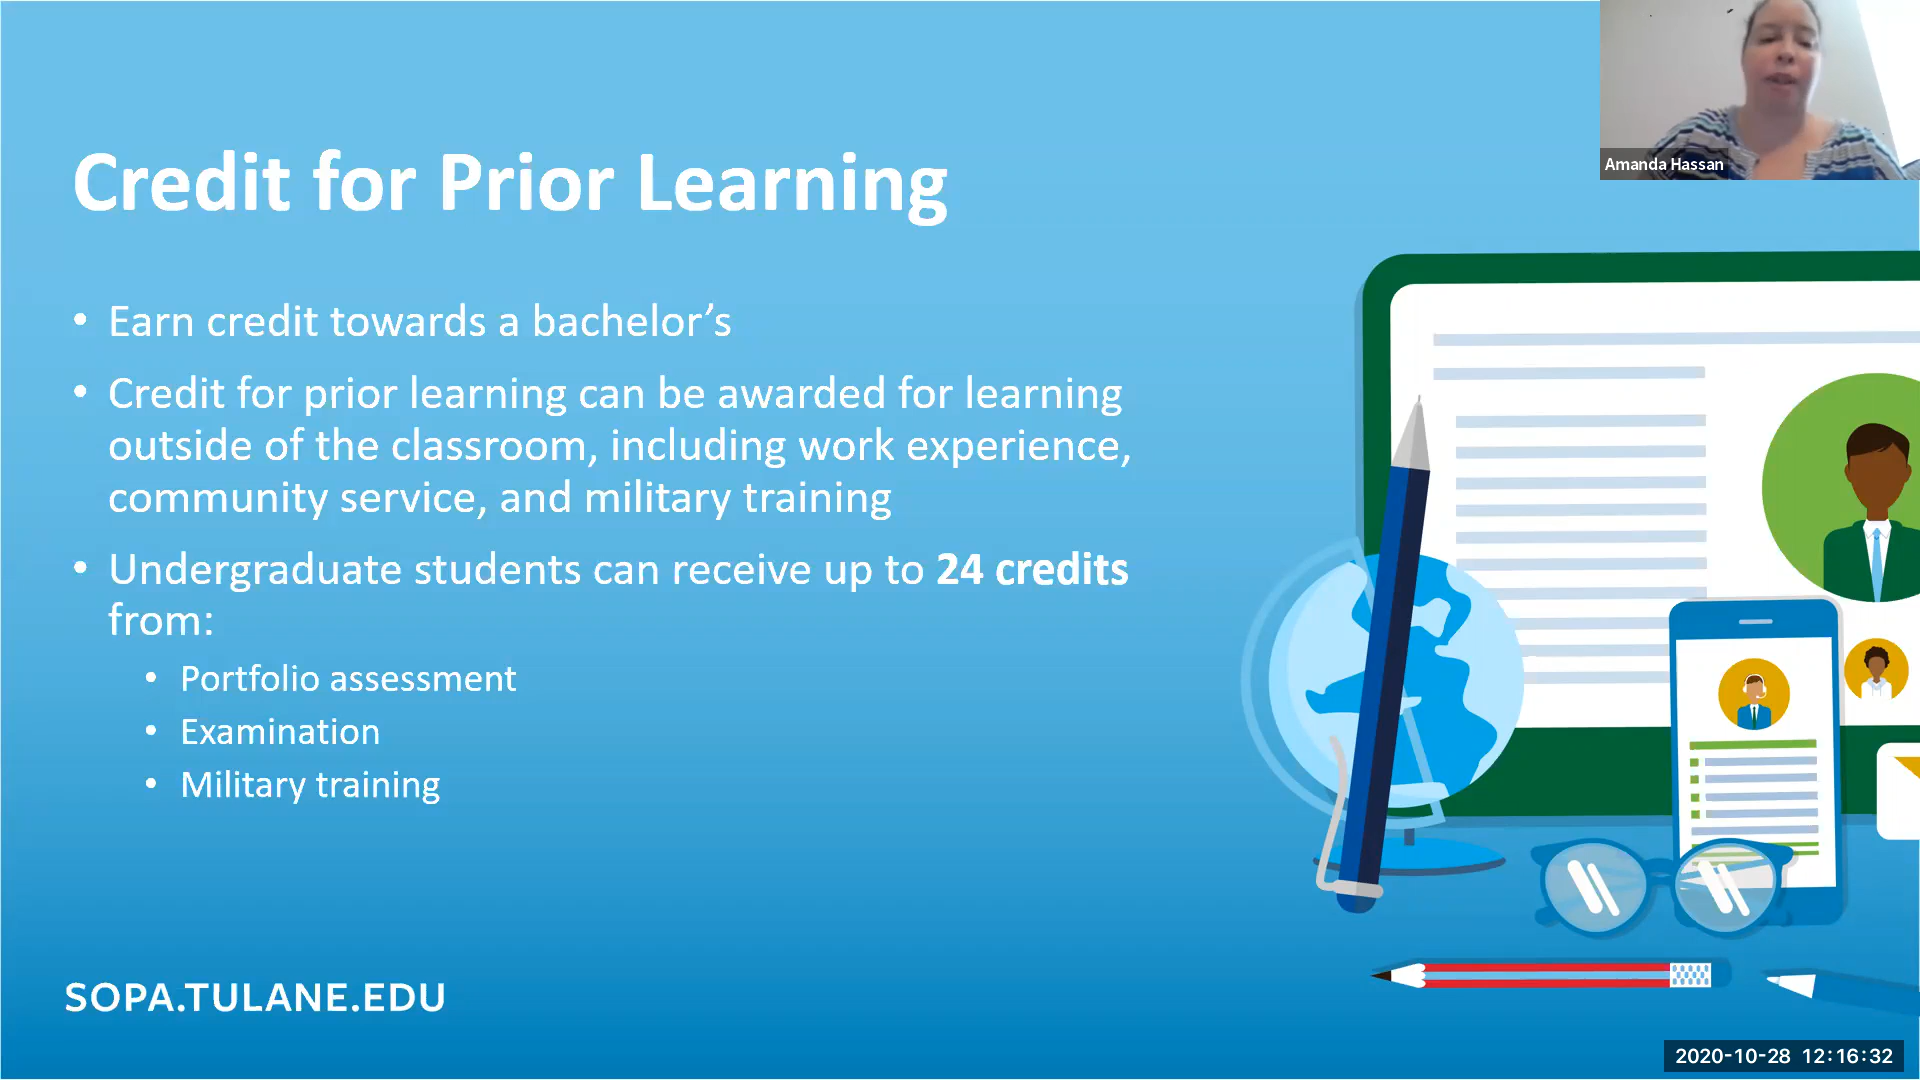 Amanda Hassan
Credit for Prior Learning
• Earn credit towards a bachelor’s
• Credit for prior learning can be awarded for learning
outside of the classroom, including work experience,
community service, and military training
• Undergraduate students can receive up to 24 credits
from:
• Portfolio assessment
• Examination
• Military training
SOPA.TULANE.EDU
2020-10-28 12:16:32